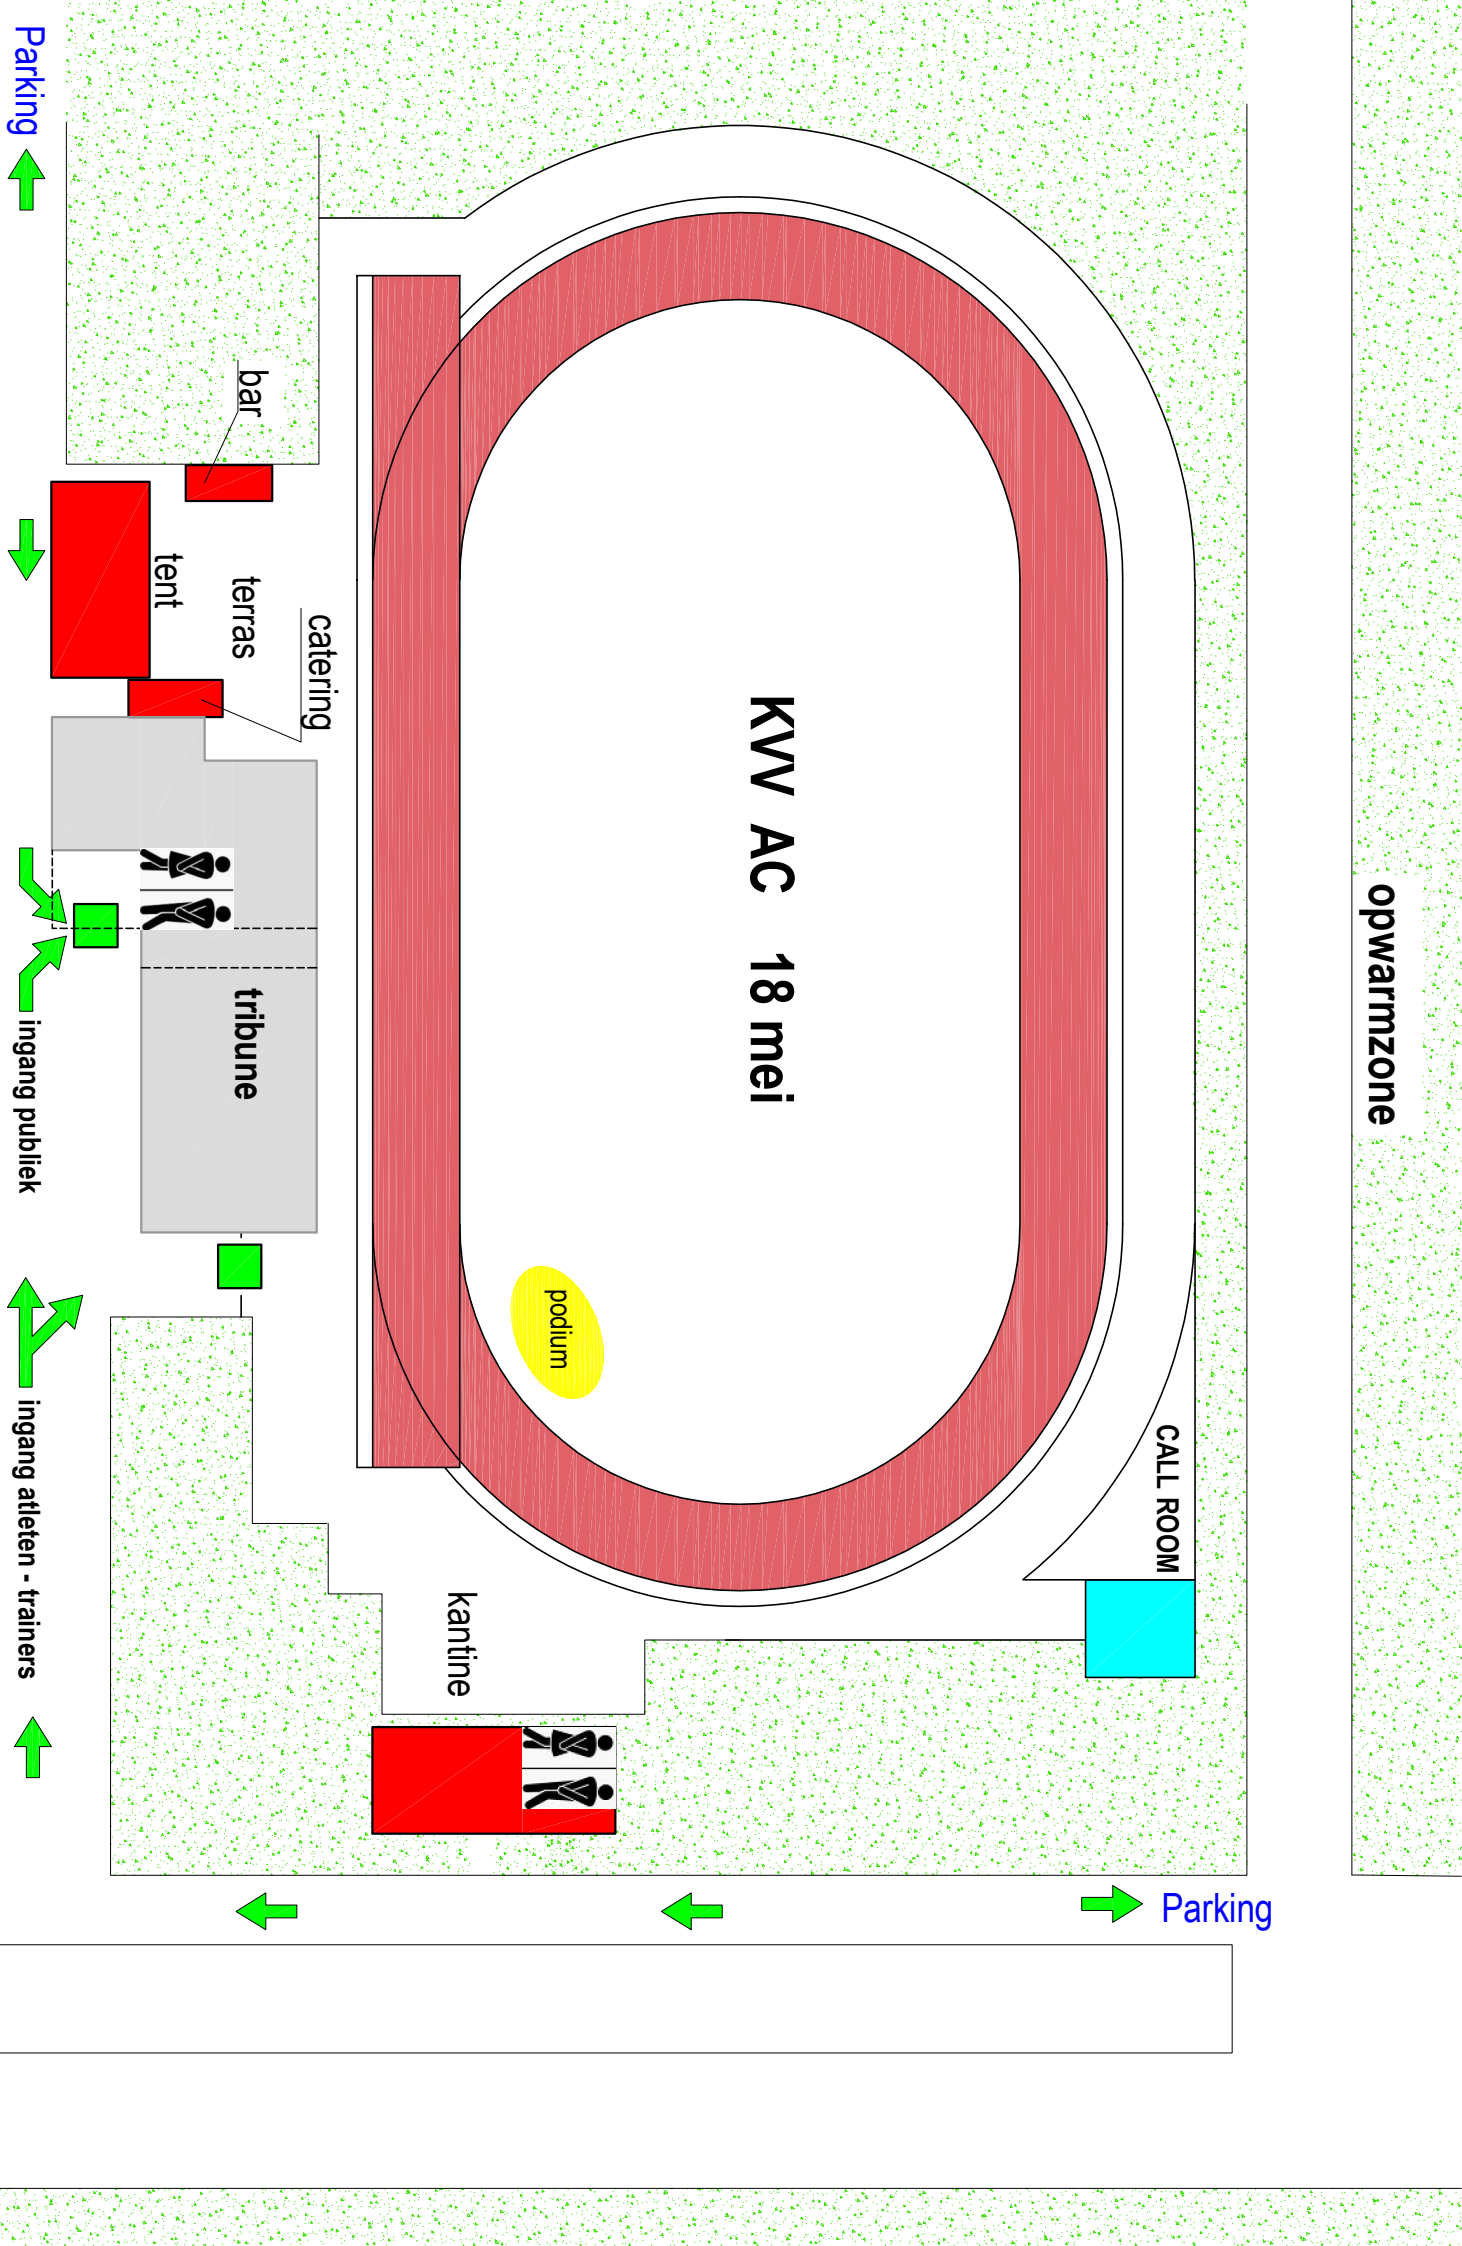 opwarmzone
CALL ROOM
KVV AC 18 mei
podium
kantine
catering
bar
terras
tribune
tent
Parking
ingang publiek
ingang atleten - trainers
Parking